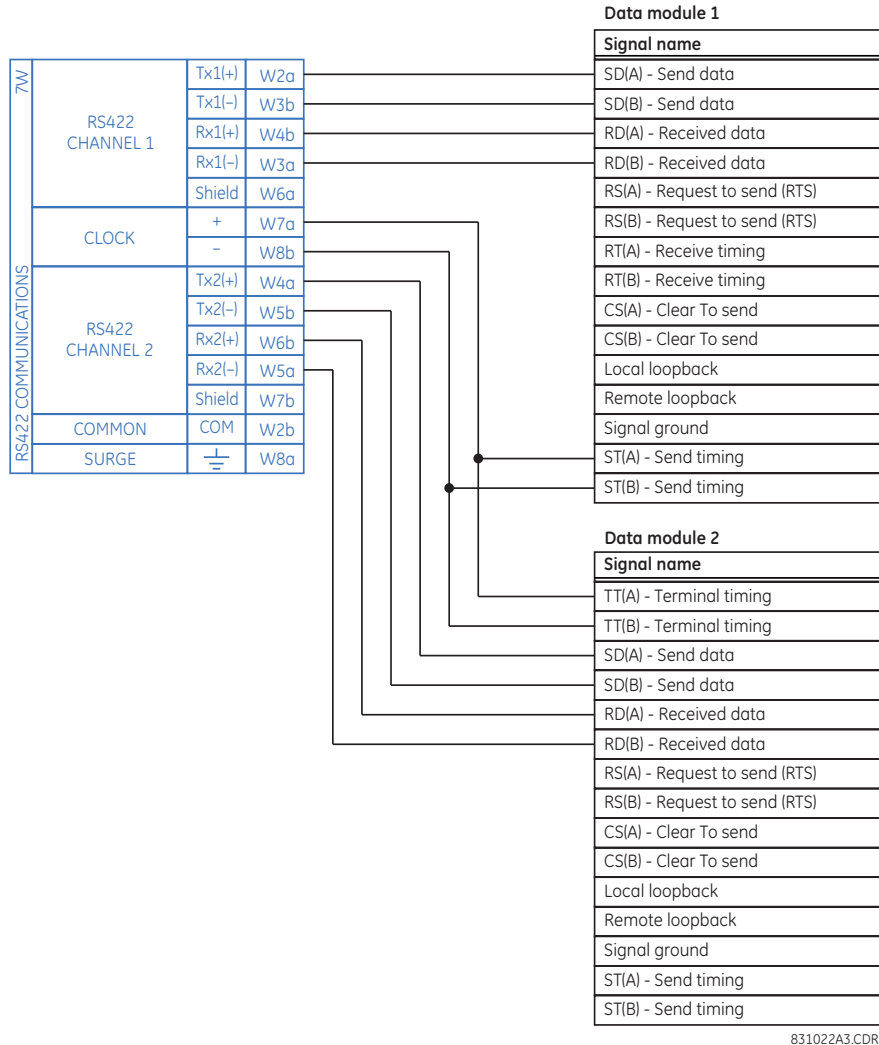 Data module 1
Signal name
SD(A) - Send data
SD(B) - Send data
RD(A) - Received data
RD(B) - Received data
RS(A) - Request to send (RTS)
RS(B) - Request to send (RTS)
RT(A) - Receive timing
RT(B) - Receive timing
CS(A) - Clear To send
CS(B) - Clear To send
Local loopback
Remote loopback
Signal ground
ST(A) - Send timing
ST(B) - Send timing
7W
RS422 COMMUNICATIONS
RS422
CHANNEL 1
Tx1(+) W2a
Tx1(–) W3b
Rx1(+) W4b
Rx1(–) W3a
Shield W6a
CLOCK
+ W7a
– W8b
RS422
CHANNEL 2
Tx2(+) W4a
Tx2(–) W5b
Rx2(+) W6b
Rx2(–) W5a
Shield W7b
COMMON COM W2b
SURGE W8a
Data module 2
Signal name
TT(A) - Terminal timing
TT(B) - Terminal timing
SD(A) - Send data
SD(B) - Send data
RD(A) - Received data
RD(B) - Received data
RS(A) - Request to send (RTS)
RS(B) - Request to send (RTS)
CS(A) - Clear To send
CS(B) - Clear To send
Local loopback
Remote loopback
Signal ground
ST(A) - Send timing
ST(B) - Send timing
831022A3.CDR